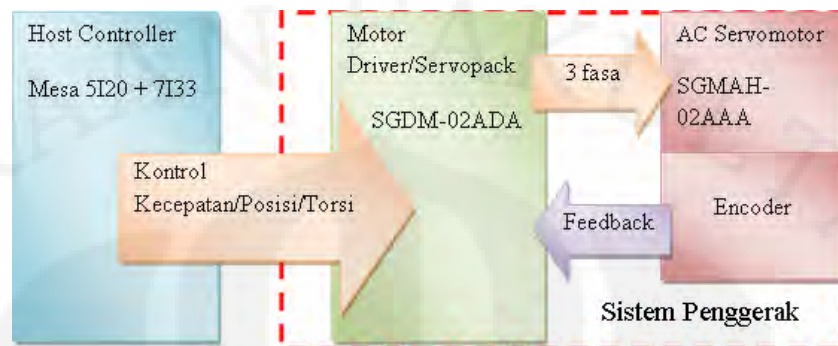 Host Controller
Mesa 5I20 + 7I33
Kontrol
Kecepatan/Posisi/Torsi
Motor
Driver/Servopack
SGDM-02ADA
3 fasa
Feedback
AC Servomotor
SGMAH-
02AAA
Encoder
Sistem Penggerak